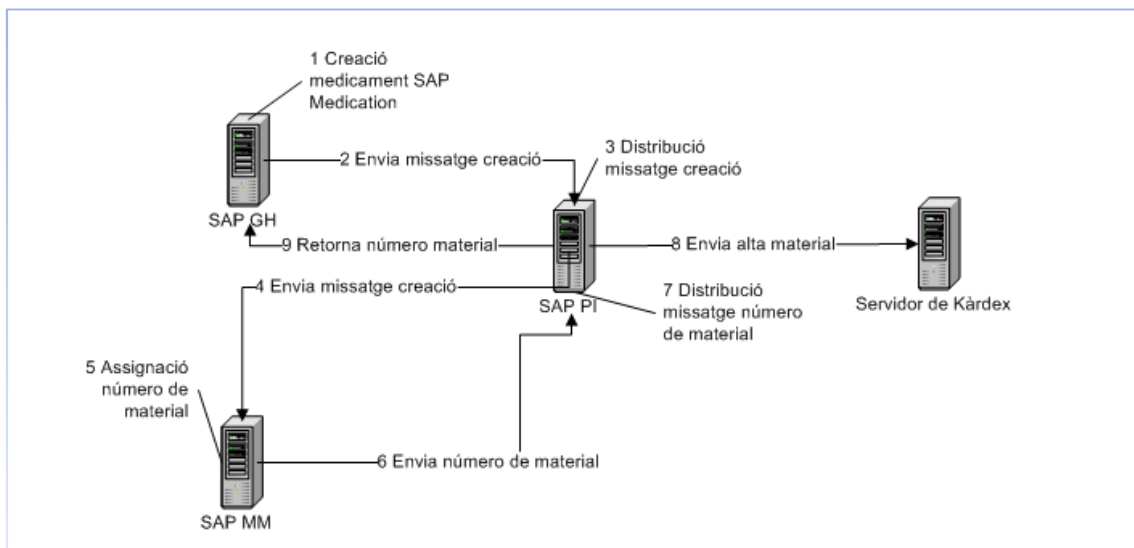 1 Creació
medicament SAP
Medication
2 Envia missatge creació
3 Distribució
missatge creació
SAP GH
9 Retorna número material
8 Envia alta material
4 Envia missatge creació
SAP PI
7 Distribució
missatge número
de material
Servidor de Kàrdex
5 Assignació
número de
material
6 Envia número de material
SAP MM